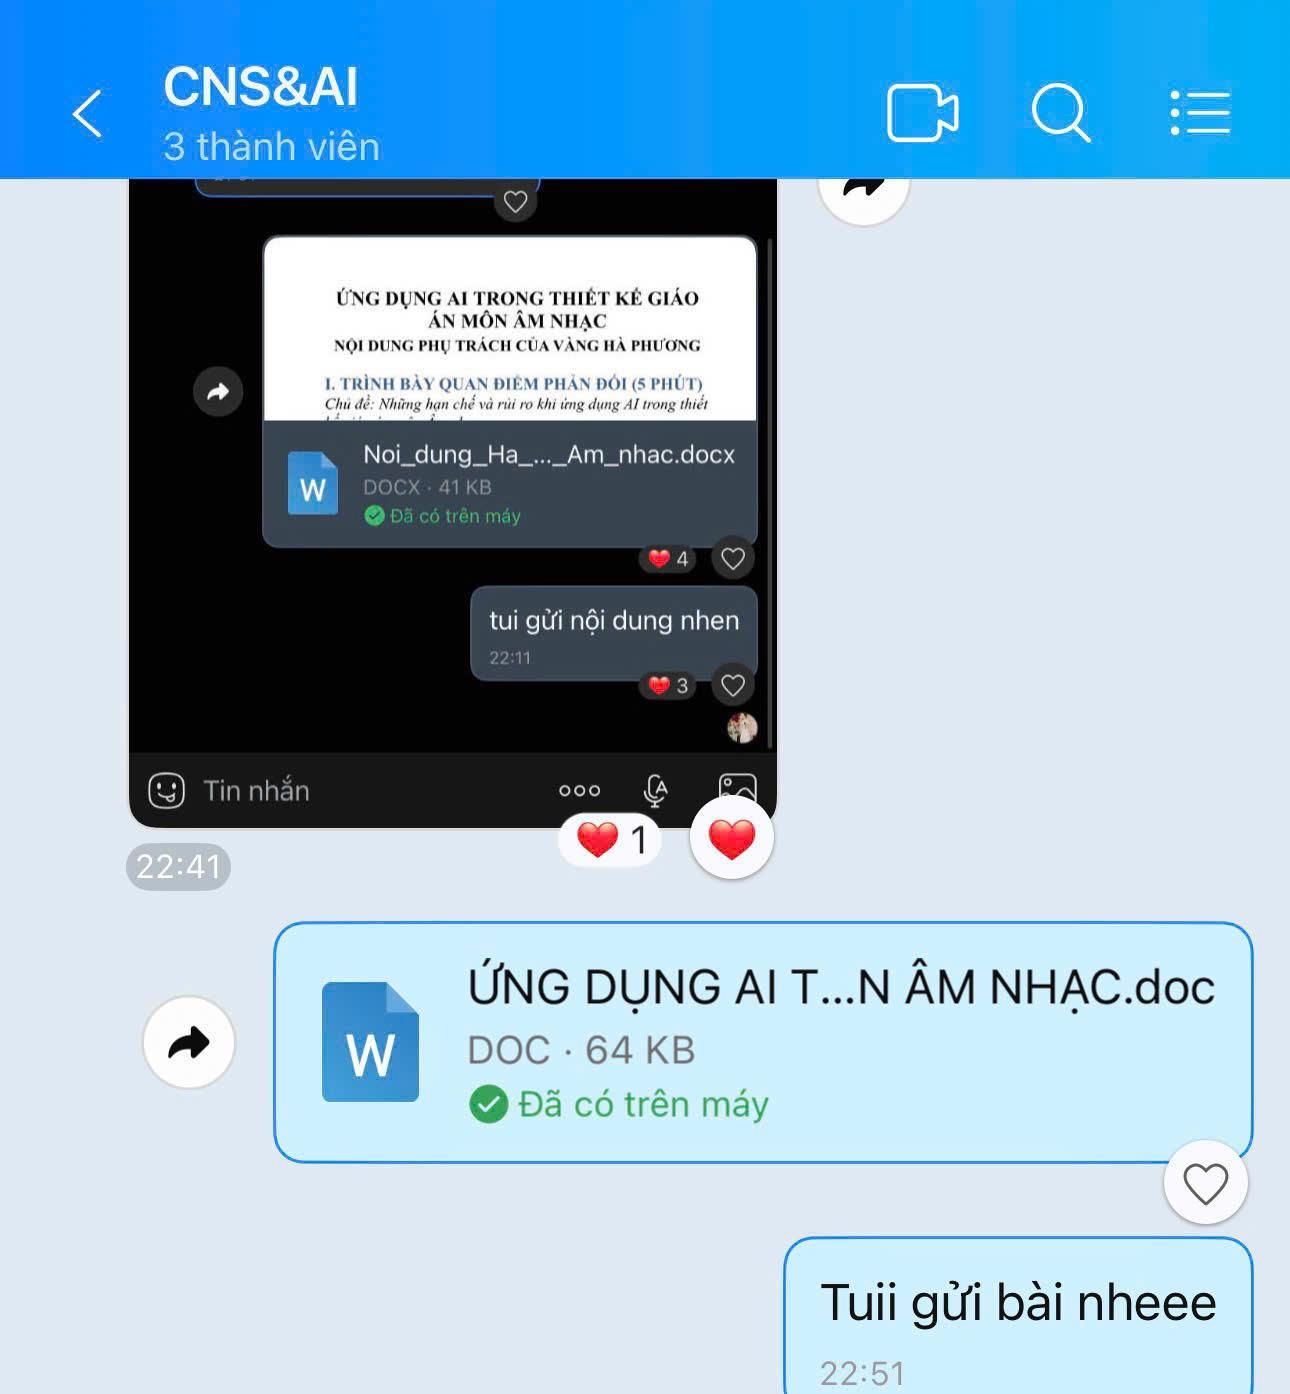 CNS&AI
3 thành viên
ỨNG DỤNG AI TRONG THIẾT KẾ GIÁO
ÁN MÔN ÂM NHẠC
NỘI DUNG PHỤ TRÁCH CỦA VÀNG HÀ PHƯƠNG
I. TRÌNH BÀY QUAN ĐIỂM PHẢN ĐỐI (5 PHÚT)
Chủ đề: Những hạn chế và rủi ro khi ứng dụng AI trong thiết
W
Noi_dung_Ha_..._Am_nhac.docx
DOCX · 41 KB
Đã có trên máy
4
tui gửi nội dung nhen
22:11
3
Tin nhắn
1
22:41
W
ỨNG DỤNG AI T...N ÂM NHẠC.doc
DOC · 64 KB
Đã có trên máy
Tuii gửi bài nheee
22:51